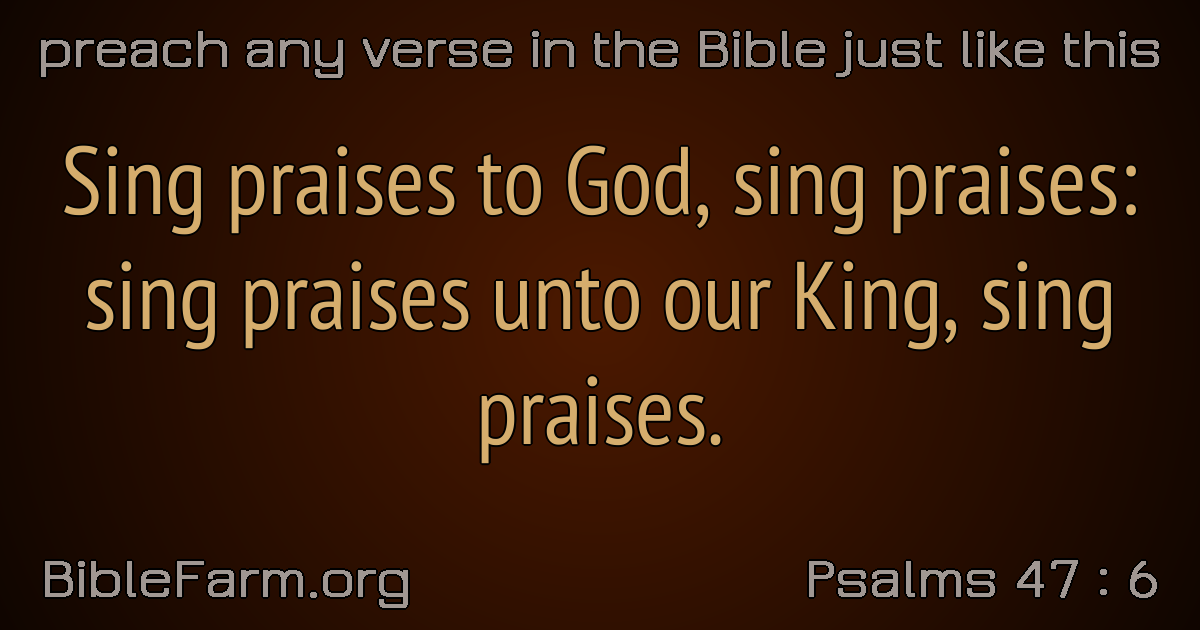 preach any verse in the Bible just like this
Sing praises to God, sing praises:
sing praises unto our King, sing
praises.
BibleFarm.org
Psalms 47 : 6